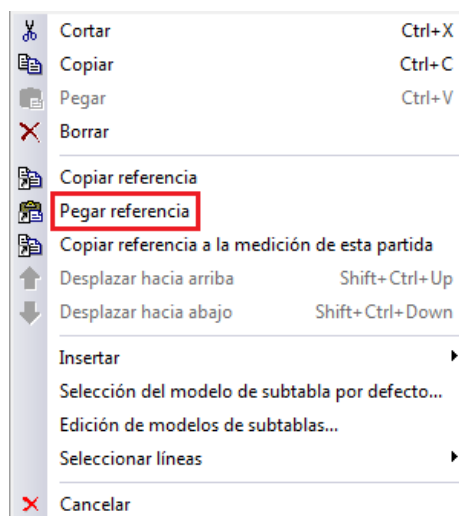 Cortar Ctrl+X
Copiar Ctrl+C
Pegar Ctrl+V
Borrar
Copiar referencia
Pegar referencia
Copiar referencia a la medición de esta partida
Desplazar hacia arriba Shift+Ctrl+Up
Desplazar hacia abajo Shift+Ctrl+Down
Insertar
Selección del modelo de subtabla por defecto...
Edición de modelos de subtablas...
Seleccionar líneas
Cancelar